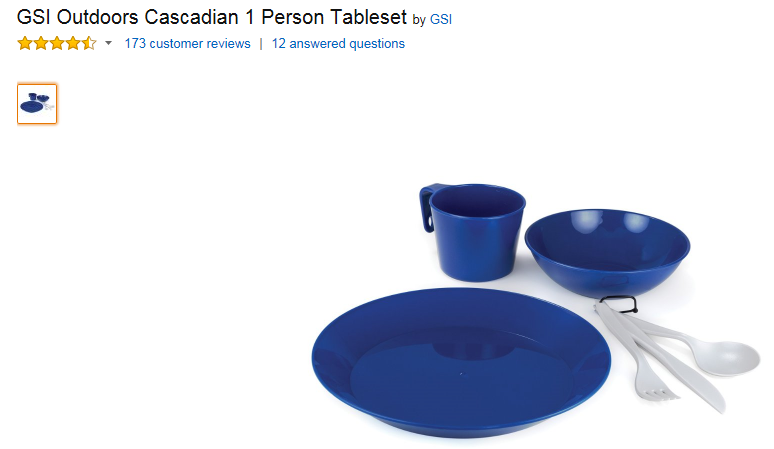 GSI Outdoors Cascadian 1 Person Tableset by GSI
173 customer reviews | 12 answered questions